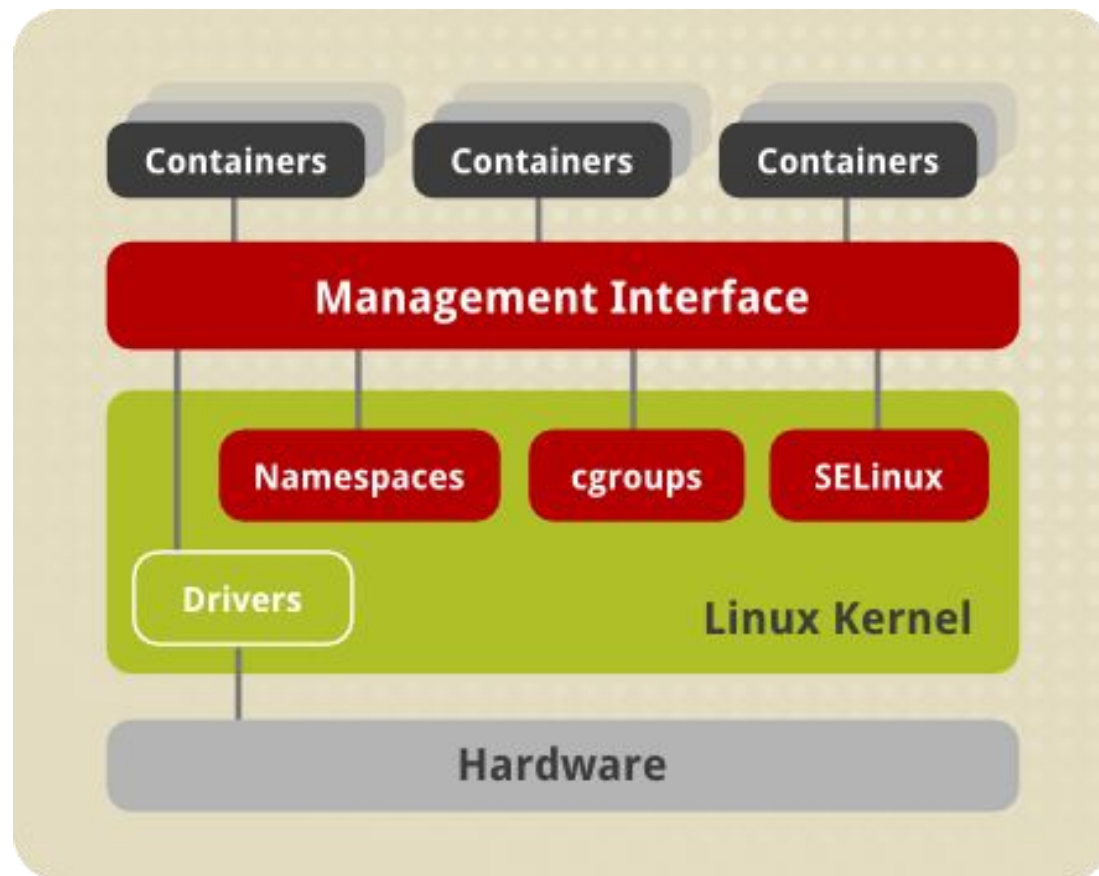 Containers
Containers
Containers
Management Interface
Namespaces
cgroups
SELinux
Drivers
Linux Kernel
Hardware